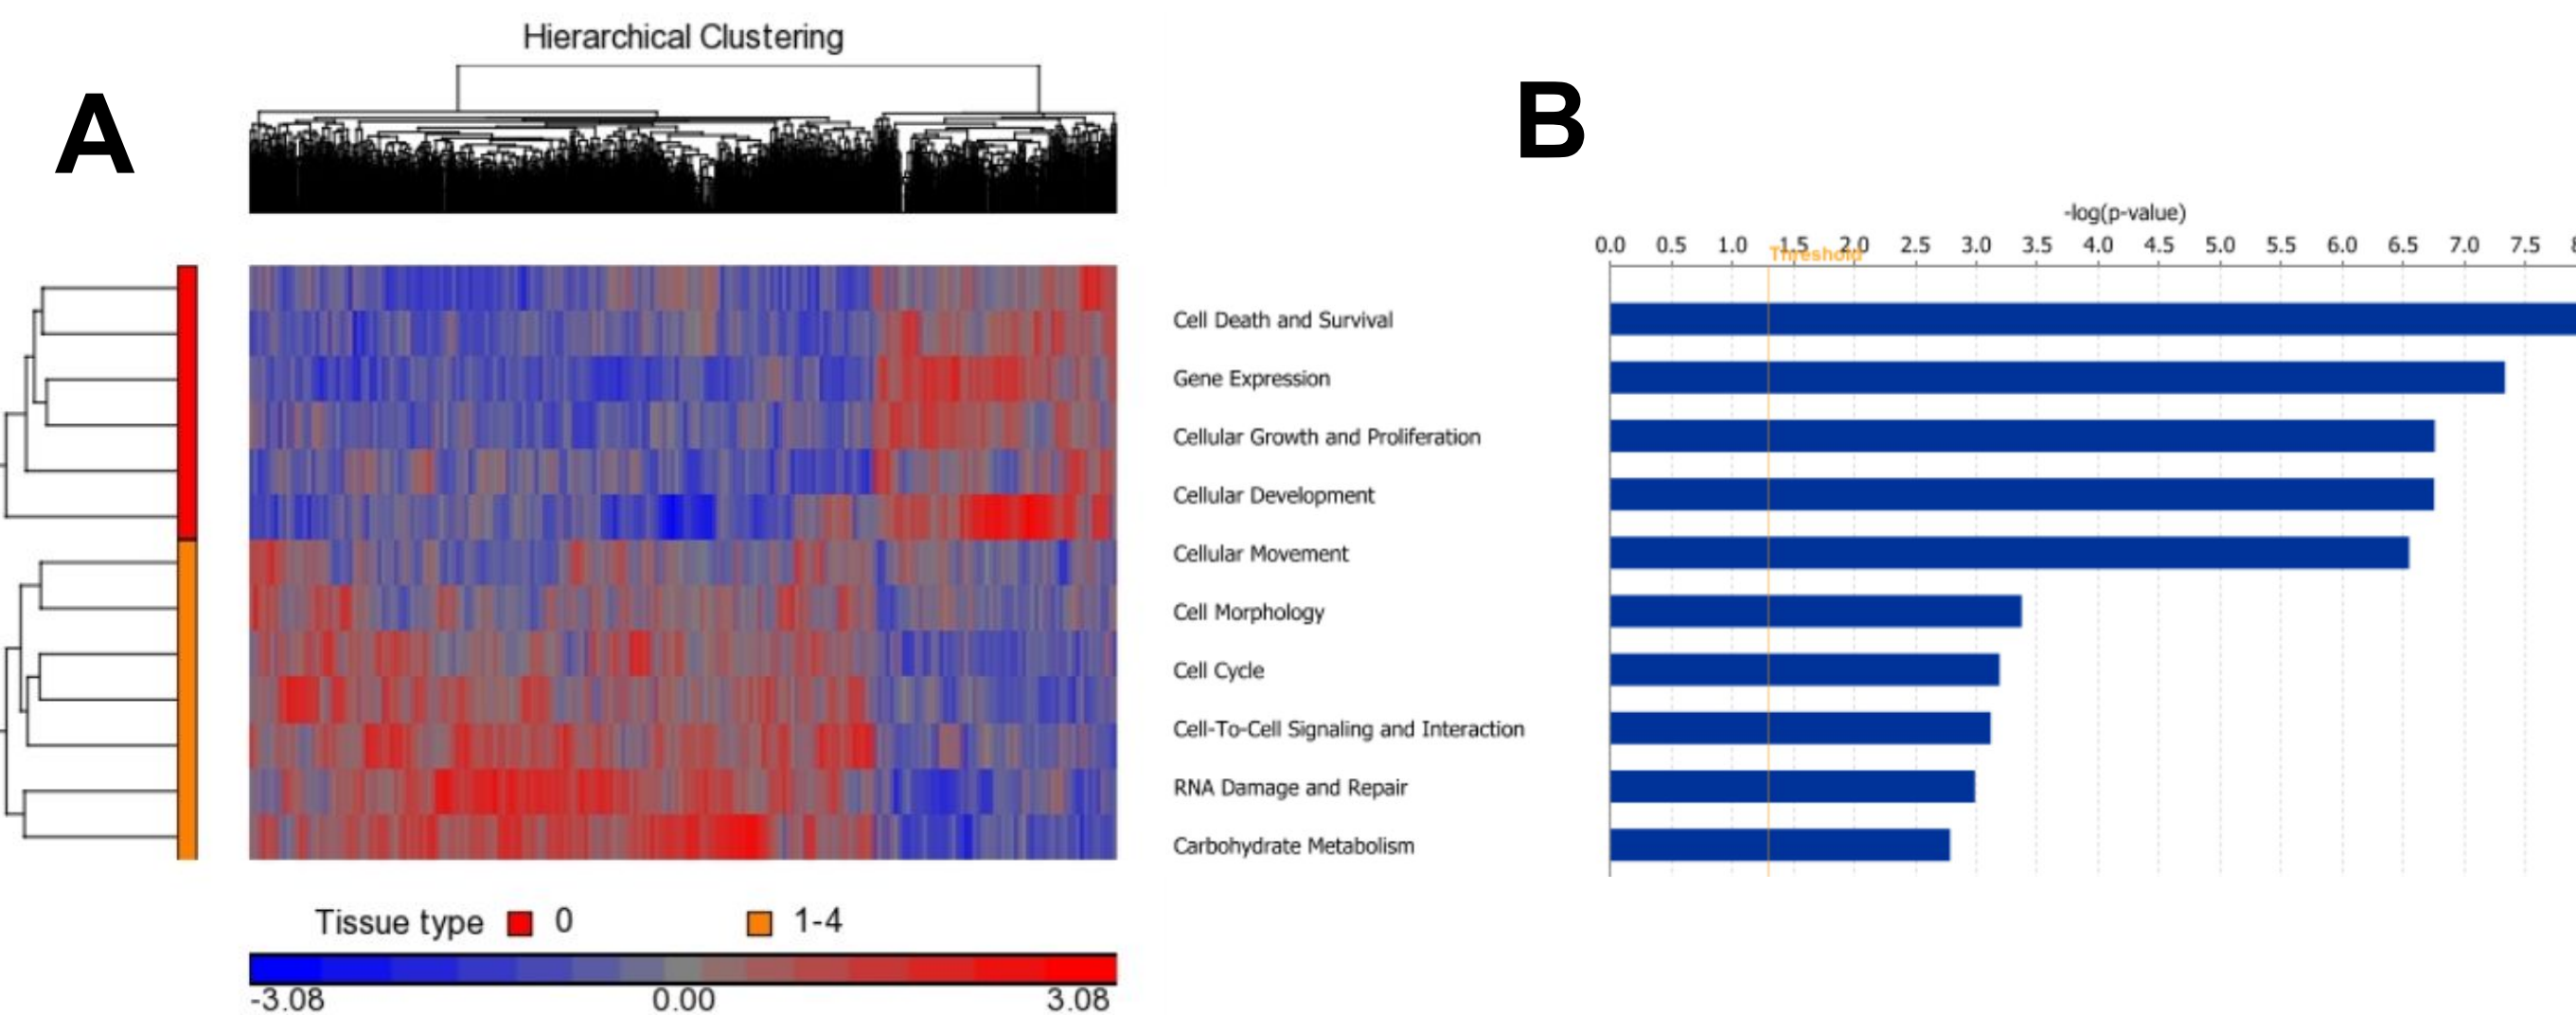 Hierarchical Clustering
A
B
-log(p-value)
0.0 0.5 1.0 1.5 2.0 2.5 3.0 3.5 4.0 4.5 5.0 5.5 6.0 6.5 7.0 7.5
Threshold
Cell Death and Survival
Gene Expression
Cellular Growth and Proliferation
Cellular Development
Cellular Movement
Cell Morphology
Cell Cycle
Cell-To-Cell Signaling and Interaction
RNA Damage and Repair
Carbohydrate Metabolism
Tissue type 0 1-4
-3.08 0.00 3.08